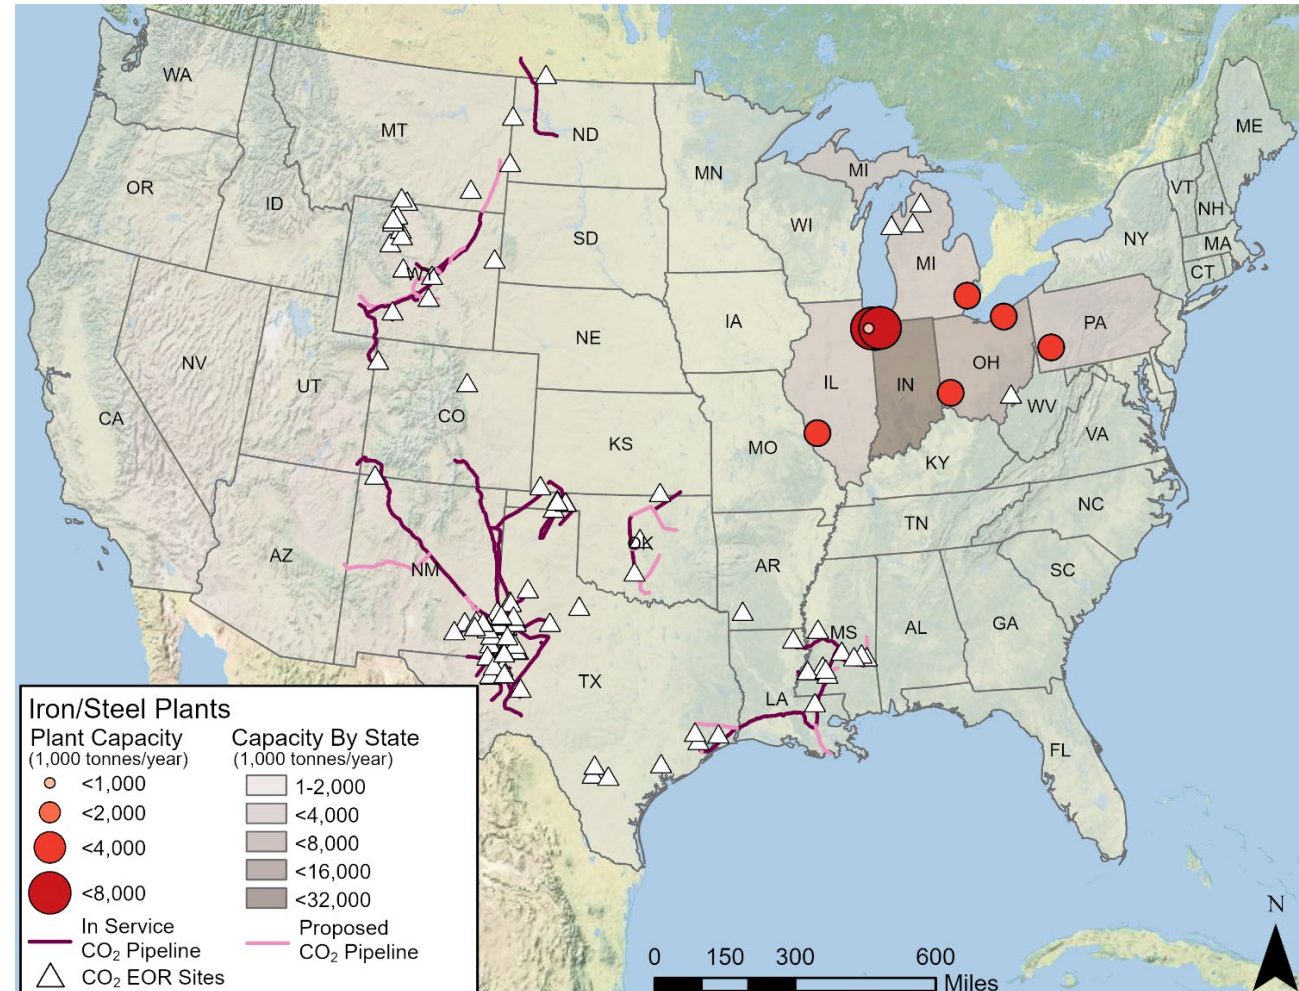 WA
MT
ND
MN
ME
OR
ID
MI
VT
NH
SD
WI
NY
MA
WY
MI
CT
IA
PA
NE
NV
UT
IL
IN
OH
CA
CO
KS
MO
WV
VA
KY
NC
TN
AZ
NM
OK
AR
SC
MS
AL
GA
TX
LA
FL
Iron/Steel Plants
Plant Capacity
(1,000 tonnes/year)
<1,000
<2,000
<4,000
<8,000
In Service
CO₂ Pipeline
CO₂ EOR Sites
Capacity By State
(1,000 tonnes/year)
1-2,000
<4,000
<8,000
<16,000
<32,000
Proposed
CO₂ Pipeline
N
0 150 300 600
Miles